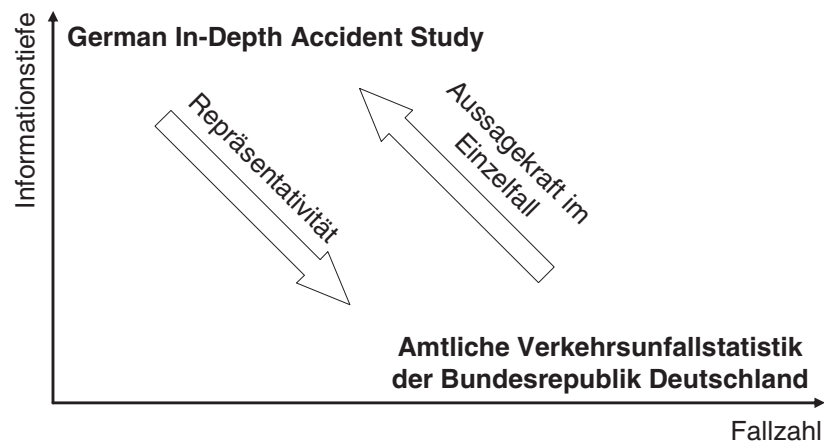 Informationstiefe
German In-Depth Accident Study
Repräsentativität
Aussagekraft im
Einzelfall
Amtliche Verkehrsunfallstatistik
der Bundesrepublik Deutschland
Fallzahl